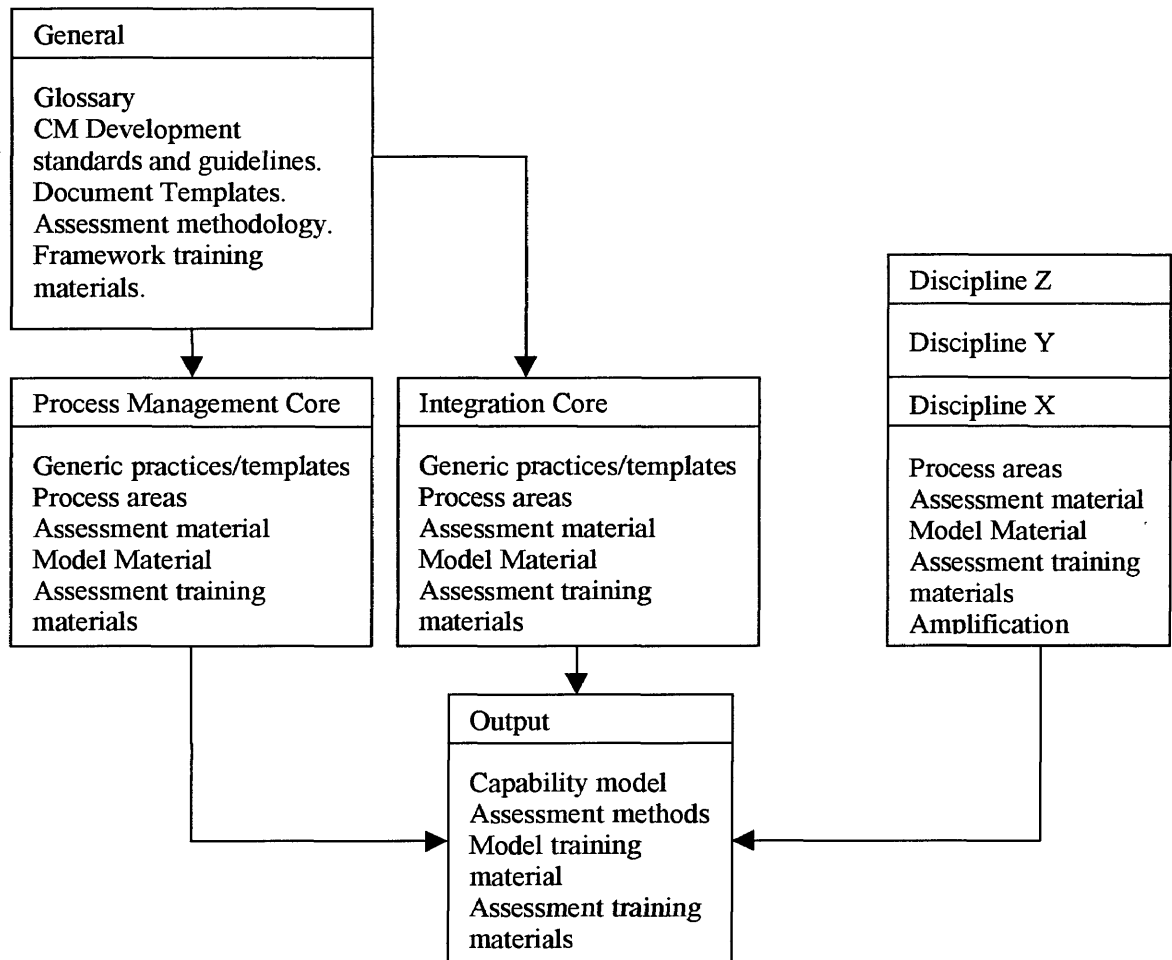 General
Glossary
CM Development
standards and guidelines.
Document Templates.
Assessment methodology.
Framework training
materials.
Discipline Z
Discipline Y
Discipline X
Process areas
Assessment material
Model Material
Assessment training
materials
Amplification
Process Management Core
Generic practices/templates
Process areas
Assessment material
Model Material
Assessment training
materials
Integration Core
Generic practices/templates
Process areas
Assessment material
Model Material
Assessment training
materials
Output
Capability model
Assessment methods
Model training
material
Assessment training
materials